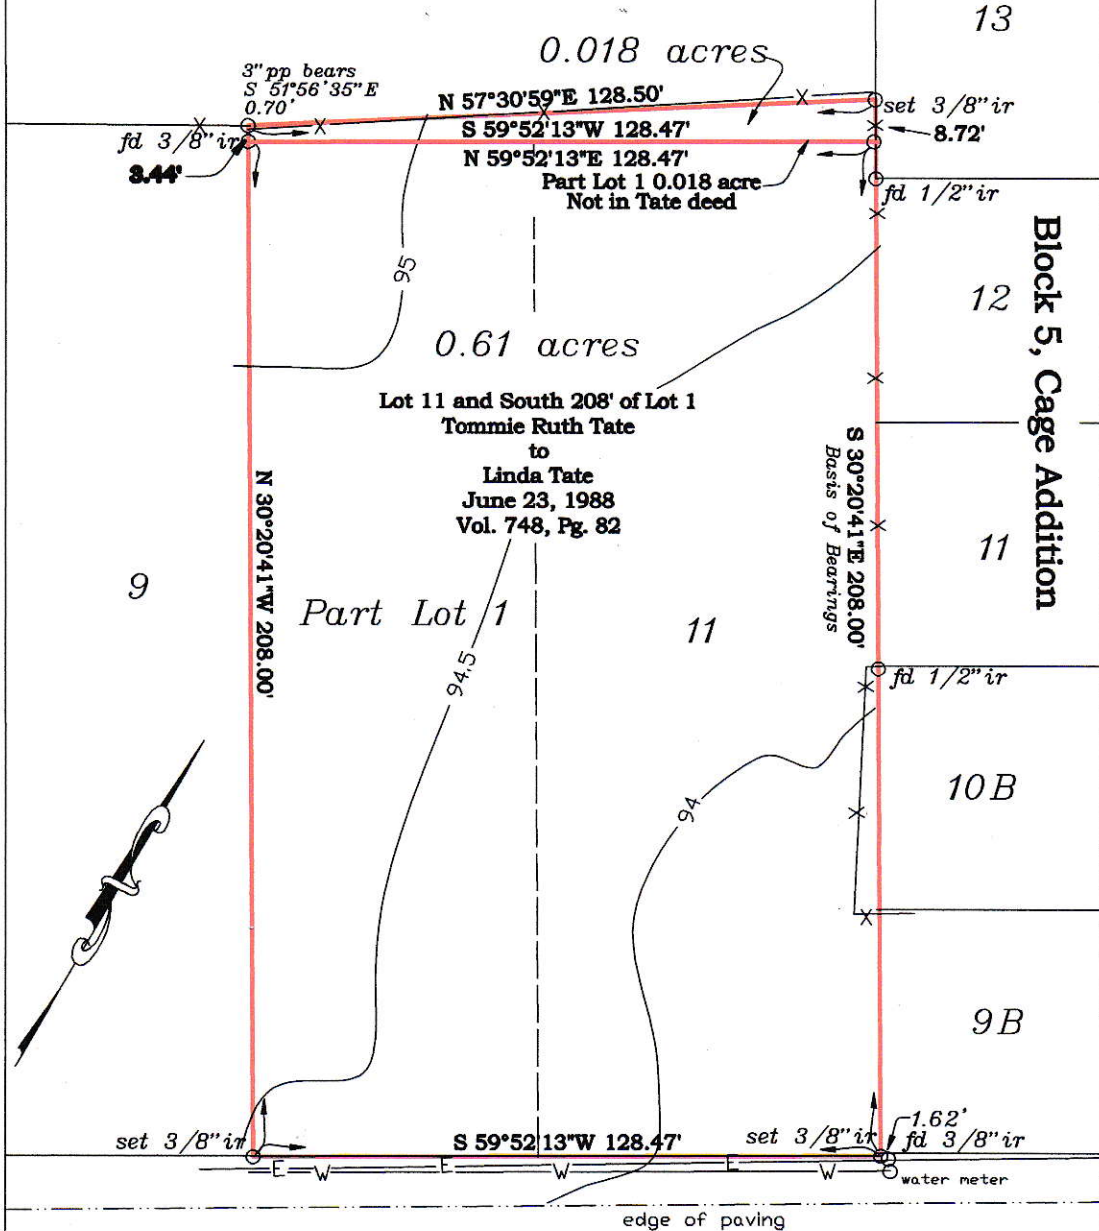 13
0.018 acres
3"pp bears
S 51°56'35"E
0.70'
N 57°30'59"E 128.50'
set 3/8"ir
fd 3/8"ir
S 59°52'13"W 128.47'
8.72'
3.44'
N 59°52'13"E 128.47'
Part Lot 1 0.018 acre
Not in Tate deed
fd 1/2"ir
95
12
Block 5, Cage Addition
0.61 acres
Lot 11 and South 208' of Lot 1
Tommie Ruth Tate
to
Linda Tate
June 23, 1988
Vol. 748, Pg. 82
S 30°20'41"E 208.00'
Basis of Bearings
N 30°20'41"W 208.00'
9
Part Lot 1
11
11
94.5
fd 1/2"ir
10B
94
9B
1.62'
set 3/8"ir
S 59°52'13"W 128.47'
set 3/8"ir
fd 3/8"ir
E W E W E W
water meter
edge of paving